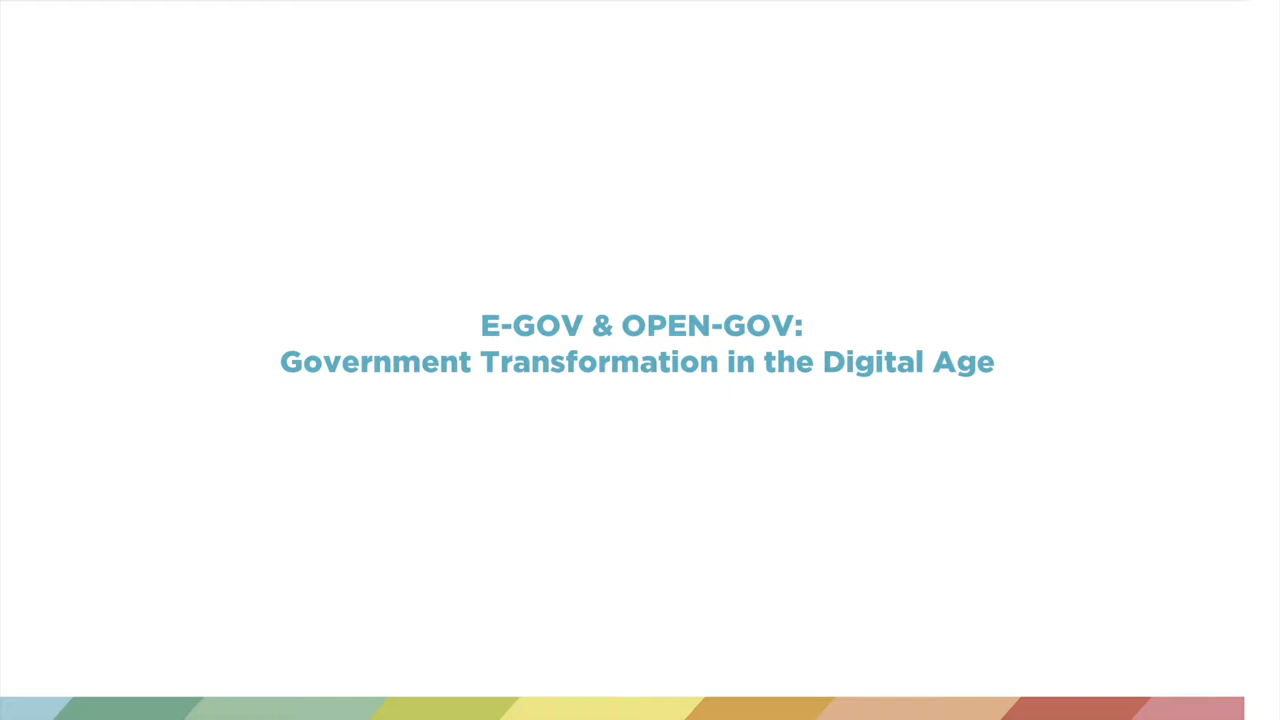 E-GOV & OPEN-GOV:
Government Transformation in the Digital Age